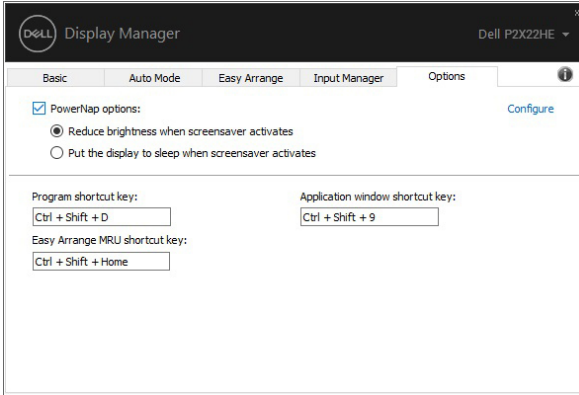 DELL Display Manager
Dell P2X22HE
Basic Auto Mode Easy Arrange Input Manager Options
PowerNap options:
Configure
Reduce brightness when screensaver activates
Put the display to sleep when screensaver activates
Program shortcut key:
Application window shortcut key:
Ctrl + Shift + D
Ctrl + Shift + 9
Easy Arrange MRU shortcut key:
Ctrl + Shift + Home